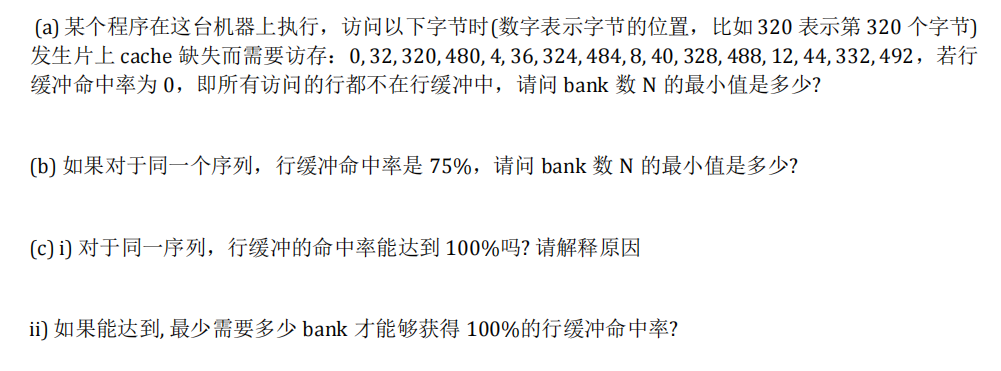 (a) 某个程序在这台机器上执行，访问以下字节时(数字表示字节的位置，比如 320 表示第 320 个字节)
发生片上 cache 缺失而需要访存：0, 32, 320, 480, 4, 36, 324, 484, 8, 40, 328, 488, 12, 44, 332, 492，若行
缓冲命中率为 0，即所有访问的行都不在行缓冲中，请问 bank 数 N 的最小值是多少?
(b) 如果对于同一个序列，行缓冲命中率是 75%，请问 bank 数 N 的最小值是多少?
(c) i) 对于同一序列，行缓冲的命中率能达到 100%吗? 请解释原因
ii) 如果能达到, 最少需要多少 bank 才能够获得 100%的行缓冲命中率?